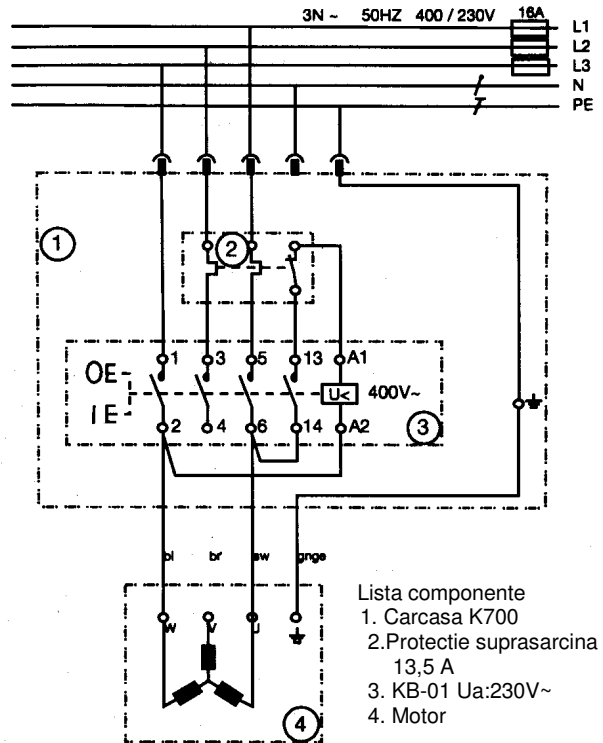 3N ~ 50HZ 400 / 230V 16A
L1
L2
L3
N
PE
1
2
1 3 5 13 A1
OE
IE
U< 400V~
2 4 6 14 A2
3
bl br sw gnge
W V U
4
Lista componente
1. Carcasa K700
2.Protectie suprasarcina
13,5 A
3. KB-01 Ua:230V~
4. Motor